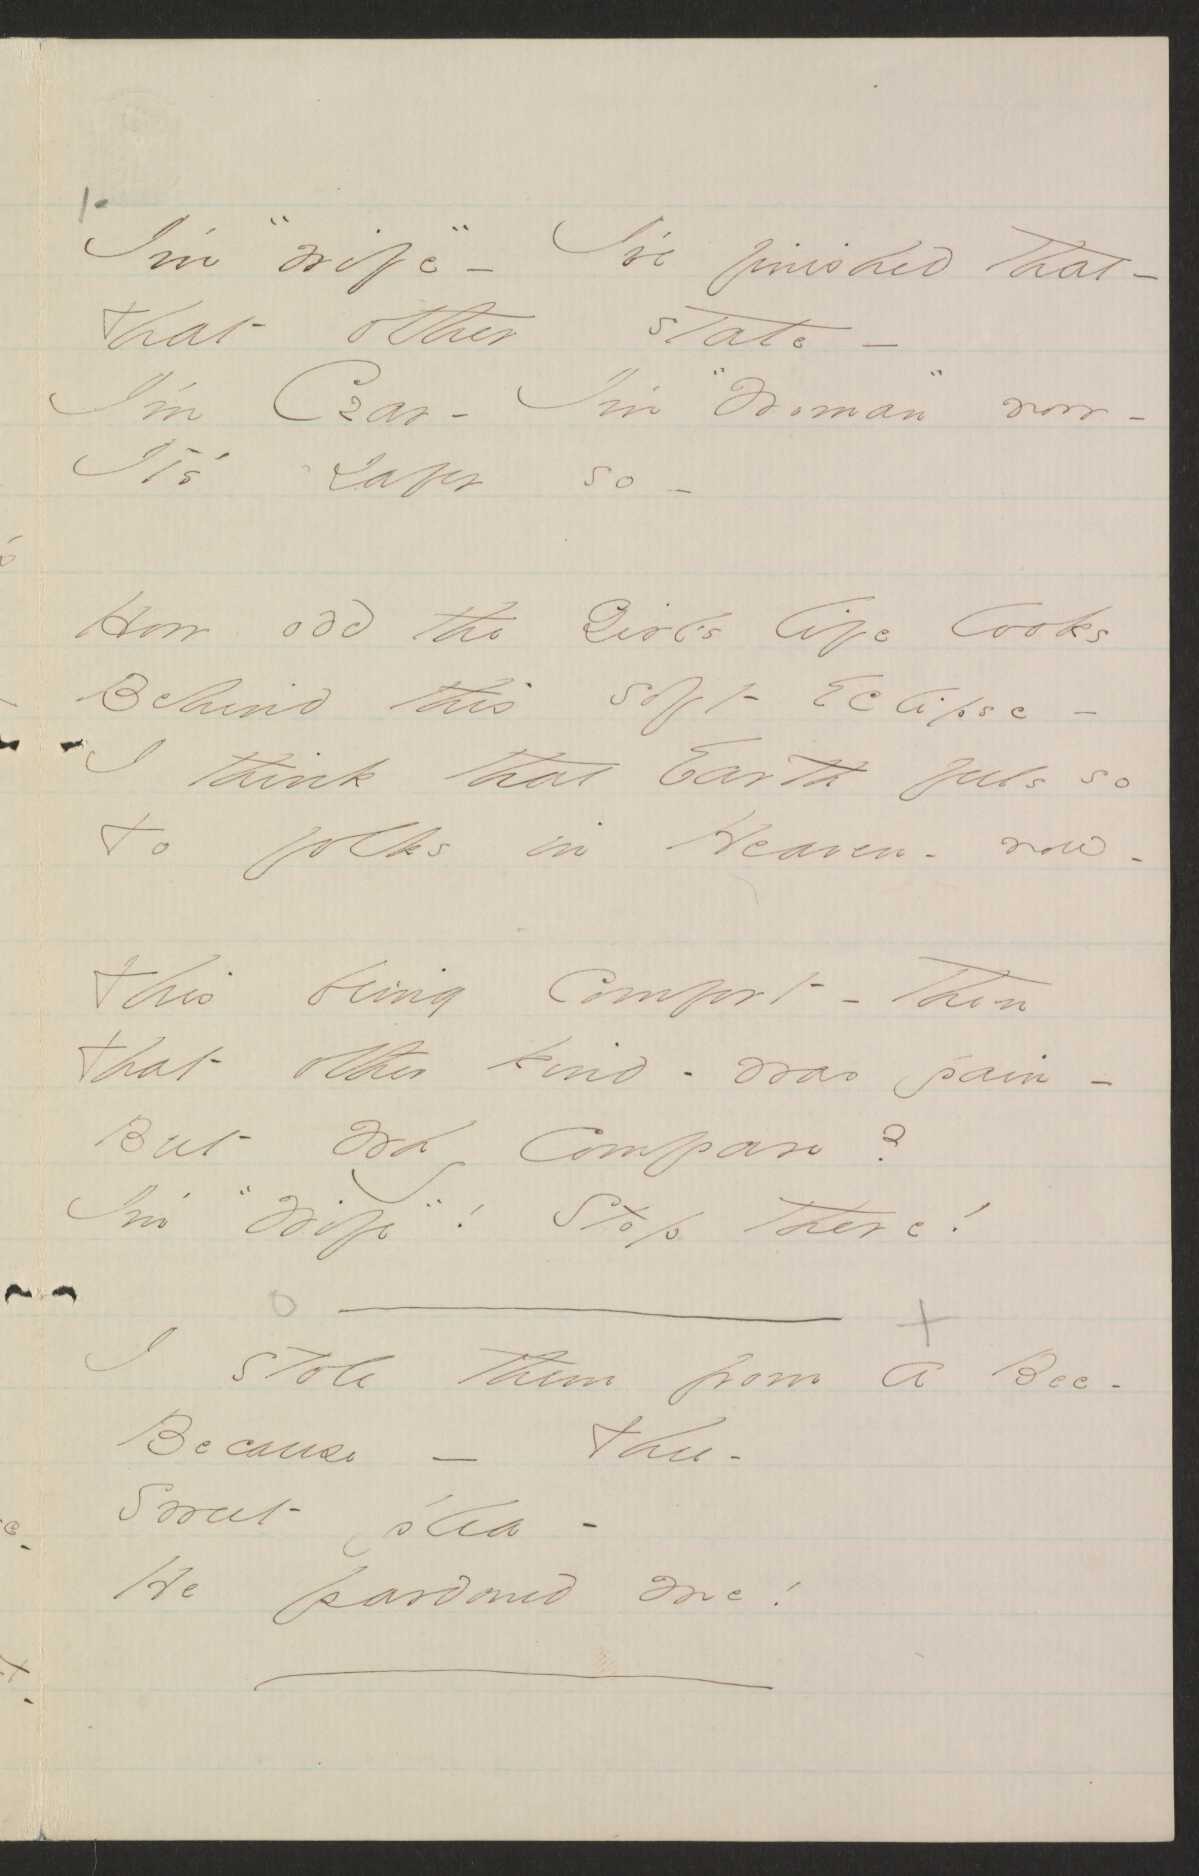 I'm "wife" – I've finished that –
That other state –
I'm Czar – I'm "Woman" now –
It's safer so –
How odd the Girl's life looks
Behind this soft Eclipse –
I think that Earth feels so
To folks in Heaven - now -
This being comfort – then
That other kind - was pain –
But why compare?
I'm "Wife"! Stop there!
I stole them from a Bee -
Because – Thee -
Sweet plea –
He pardoned me!